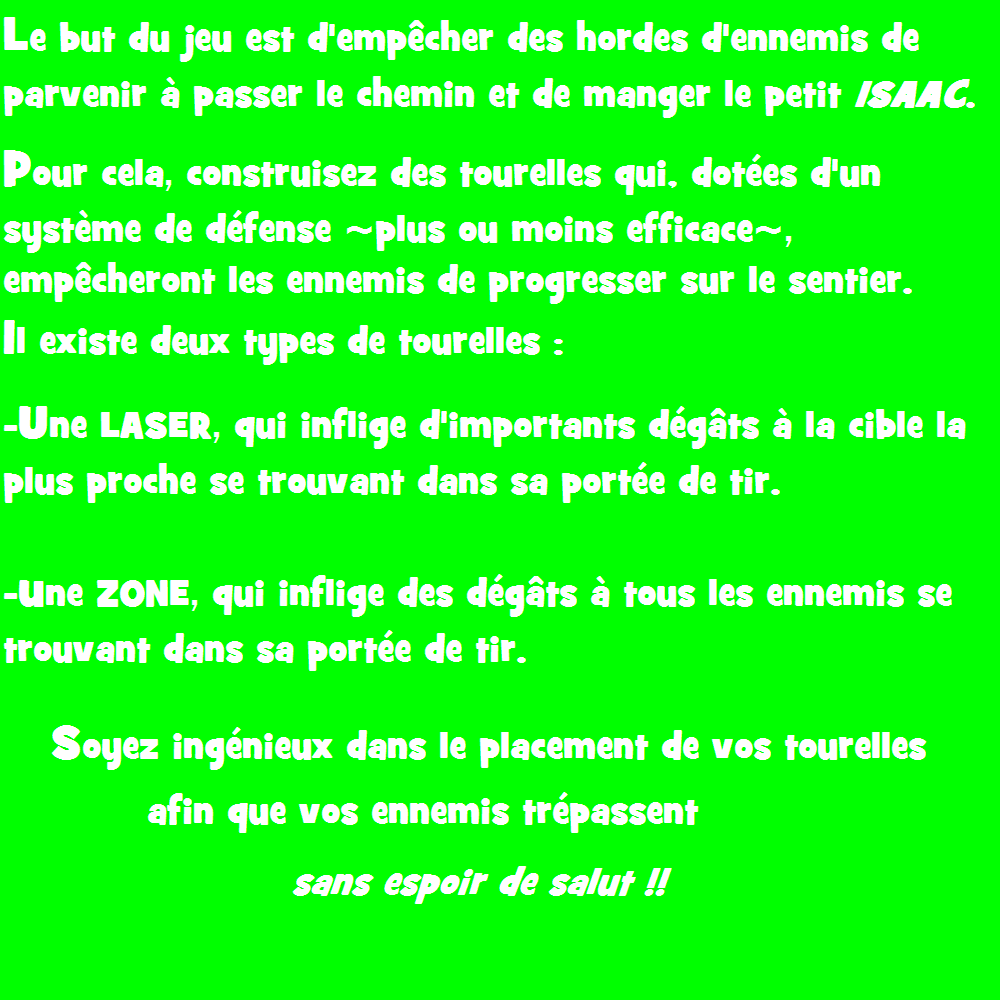 Le but du jeu est d'empêcher des hordes d'ennemis de
parvenir à passer le chemin et de manger le petit ISAAC.
Pour cela, construisez des tourelles qui. dotées d'un
système de défense ~plus ou moins efficace~,
empêcheront les ennemis de progresser sur le sentier.
Il existe deux types de tourelles :
-Une LASER, qui inflige d'importants dégâts à la cible la
plus proche se trouvant dans sa portée de tir.
-Une ZONE, qui inflige des dégâts à tous les ennemis se
trouvant dans sa portée de tir.
Soyez ingénieux dans le placement de vos tourelles
afin que vos ennemis trépassent
sans espoir de salut !!